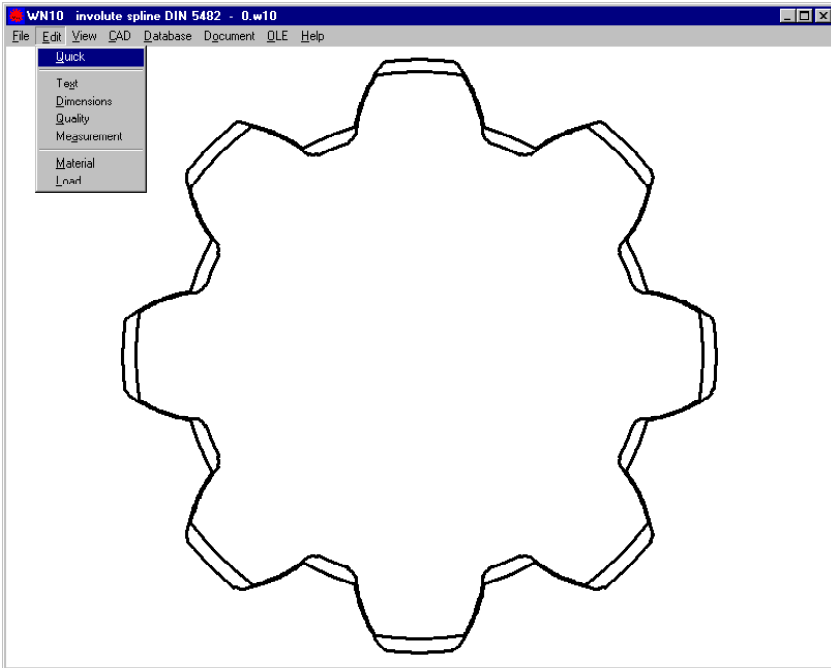 WN10 involute spline DIN 5482 - 0.w10
File Edit View CAD Database Document OLE Help
Quick
Text
Dimensions
Quality
Measurement
Material
Load